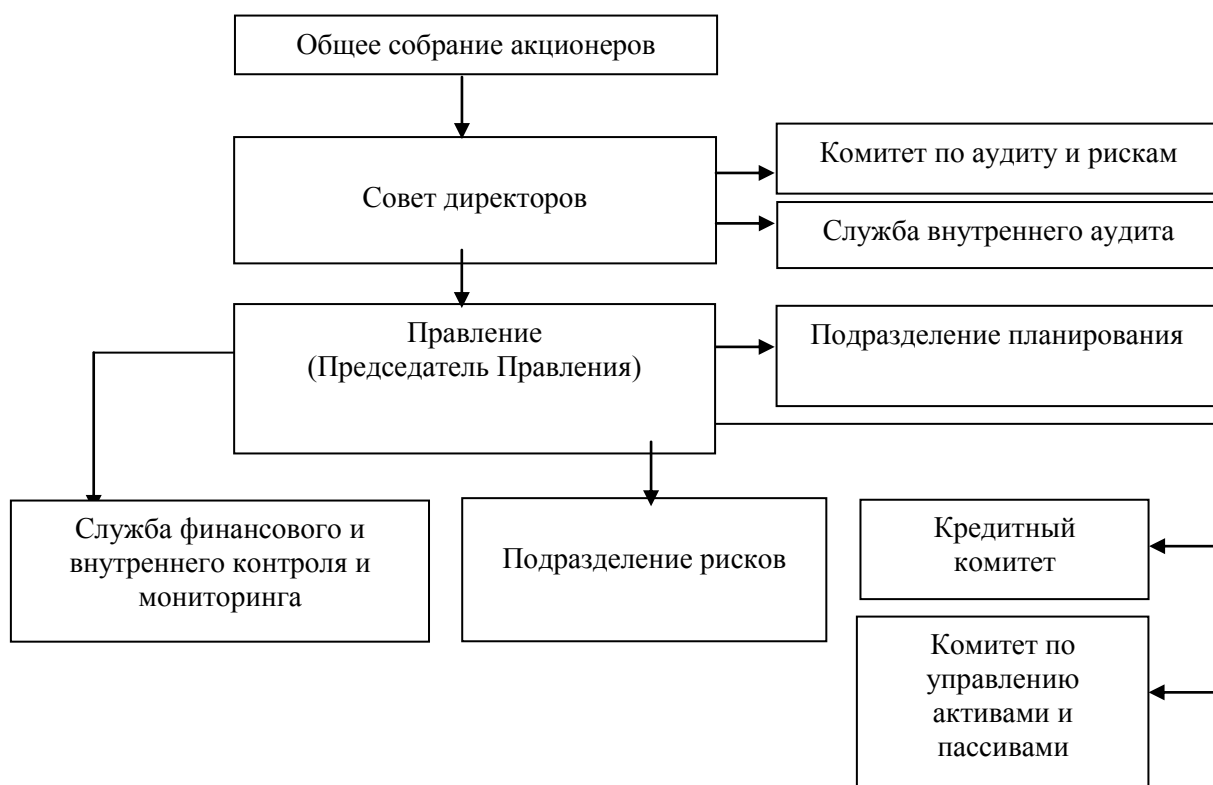 Общее собрание акционеров
Совет директоров
Комитет по аудиту и рискам
Служба внутреннего аудита
Правление
(Председатель Правления)
Подразделение планирования
Служба финансового и
внутреннего контроля и
мониторинга
Подразделение рисков
Кредитный
комитет
Комитет по
управлению
активами и
пассивами